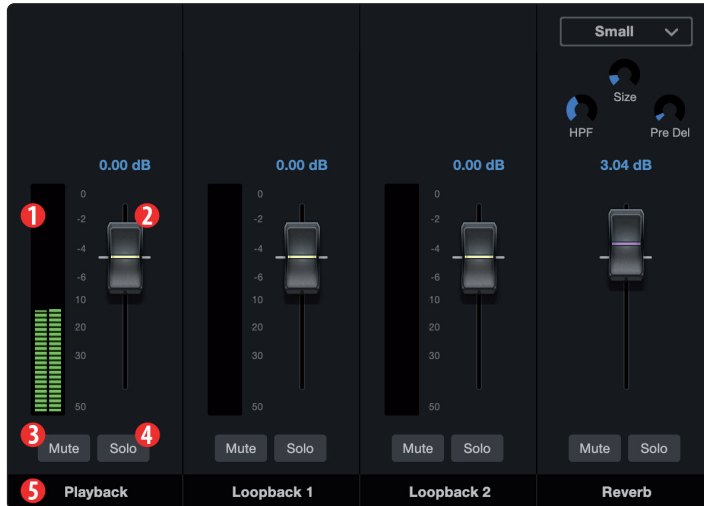 Small
Size
HPF
Pre Del
0.00 dB
0.00 dB
0.00 dB
3.04 dB
1
2
0
-2
-4
-6
10
20
30
50
0
-2
-4
-6
10
20
30
50
0
-2
-4
-6
10
20
30
50
3
Mute
Solo
4
Mute
Solo
Mute
Solo
Mute
Solo
5
Playback
Loopback 1
Loopback 2
Reverb